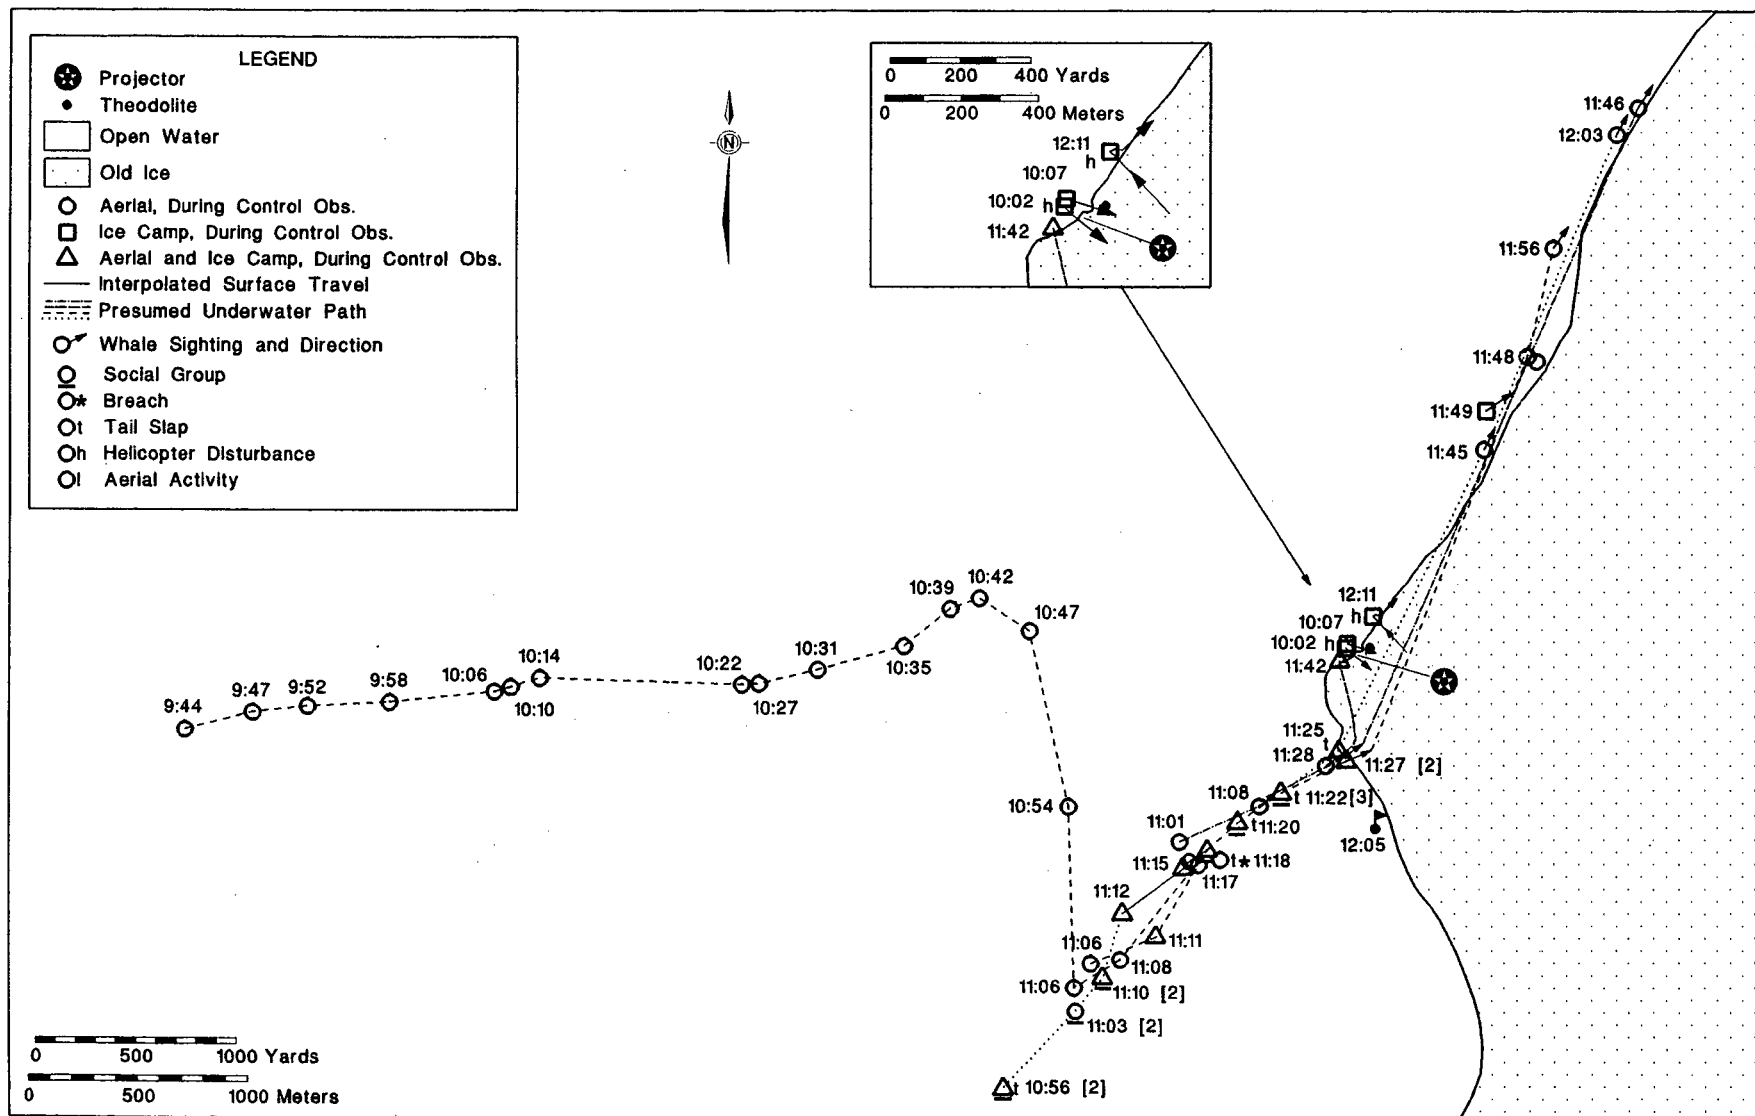 LEGEND
Projector
Theodolite
Open Water
Old Ice
Aerial, During Control Obs.
Ice Camp, During Control Obs.
Aerial and Ice Camp, During Control Obs.
Interpolated Surface Travel
Presumed Underwater Path
Whale Sighting and Direction
Social Group
* Breach
t Tail Slap
h Helicopter Disturbance
l Aerial Activity
N
0 200 400 Yards
0 200 400 Meters
12:11
h
10:07
10:02 h
11:42
11:46
12:03
11:56
11:48
11:49
11:45
12:11
h
10:07
10:02 h
11:42
10:39
10:42
10:47
10:31
10:35
10:22
10:27
10:14
10:06
10:10
9:58
9:52
9:47
9:44
10:54
11:25
t
11:28
11:27 [2]
11:08
t 11:22[3]
11:01
t 11:20
12:05
11:15
t * 11:18
11:17
11:12
11:11
11:06
11:08
11:06
11:10 [2]
11:03 [2]
t 10:56 [2]
0 500 1000 Yards
0 500 1000 Meters